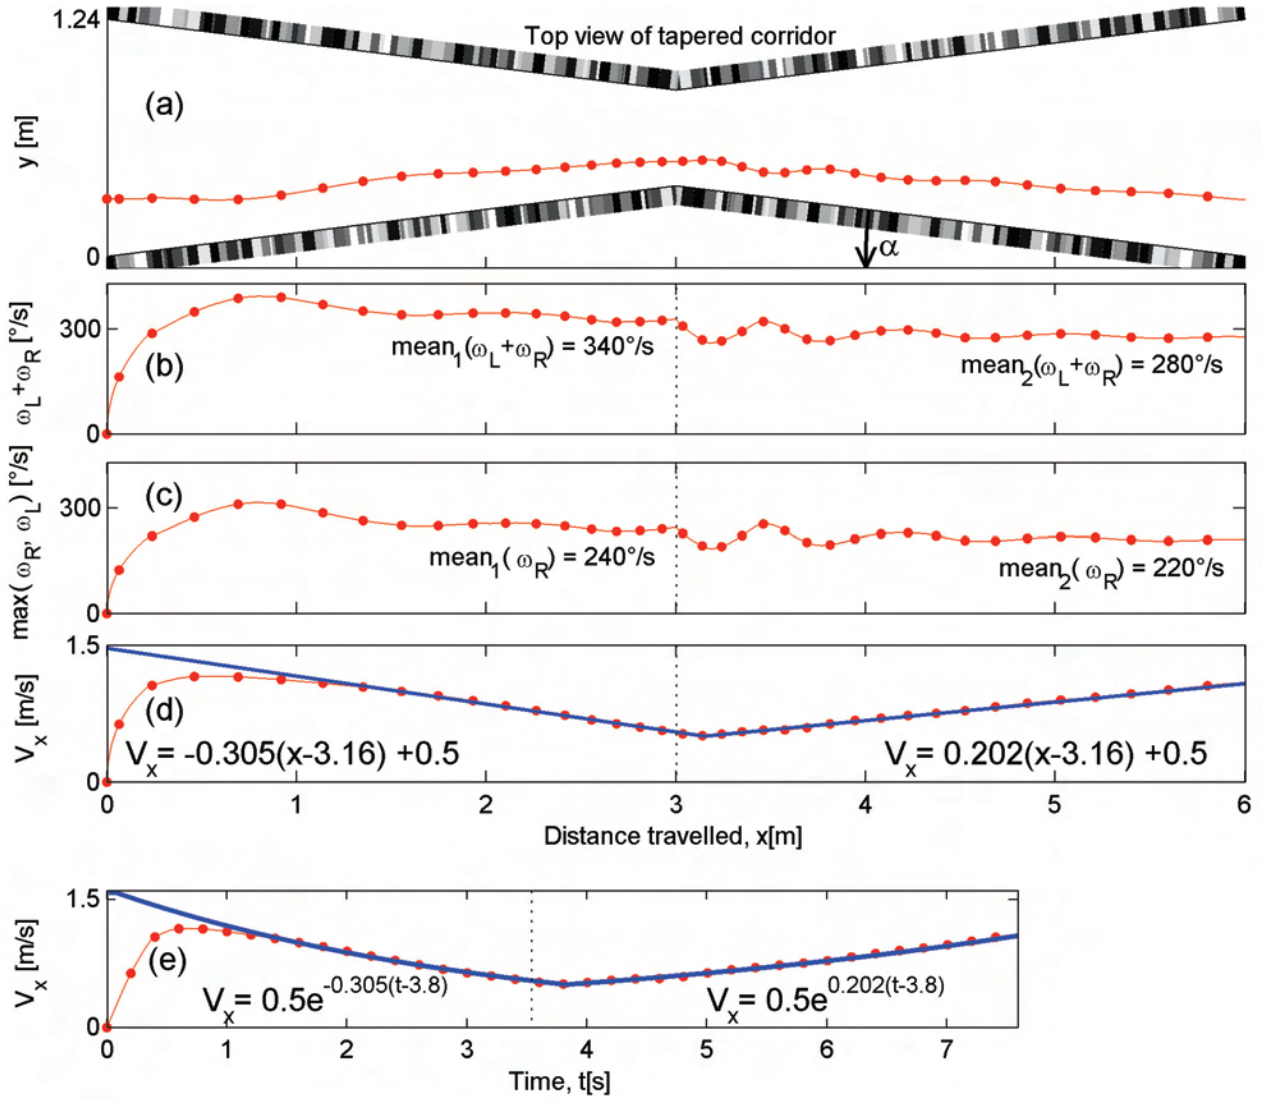 1.24
Top view of tapered corridor
(a)
y [m]
0
α
ω_L+ω_R [°/s]
300
(b)
mean_1(ω_L+ω_R) = 340°/s
mean_2(ω_L+ω_R) = 280°/s
0
max(ω_R, ω_L) [°/s]
300
(c)
mean_1( ω_R) = 240°/s
mean_2( ω_R) = 220°/s
0
V_x [m/s]
1.5
(d)
V_x= -0.305(x-3.16) +0.5
V_x= 0.202(x-3.16) +0.5
0
0 1 2 3 4 5 6
Distance travelled, x[m]
V_x [m/s]
1.5
(e)
V_x= 0.5e^-0.305(t-3.8)
V_x= 0.5e^0.202(t-3.8)
0
0 1 2 3 4 5 6 7
Time, t[s]